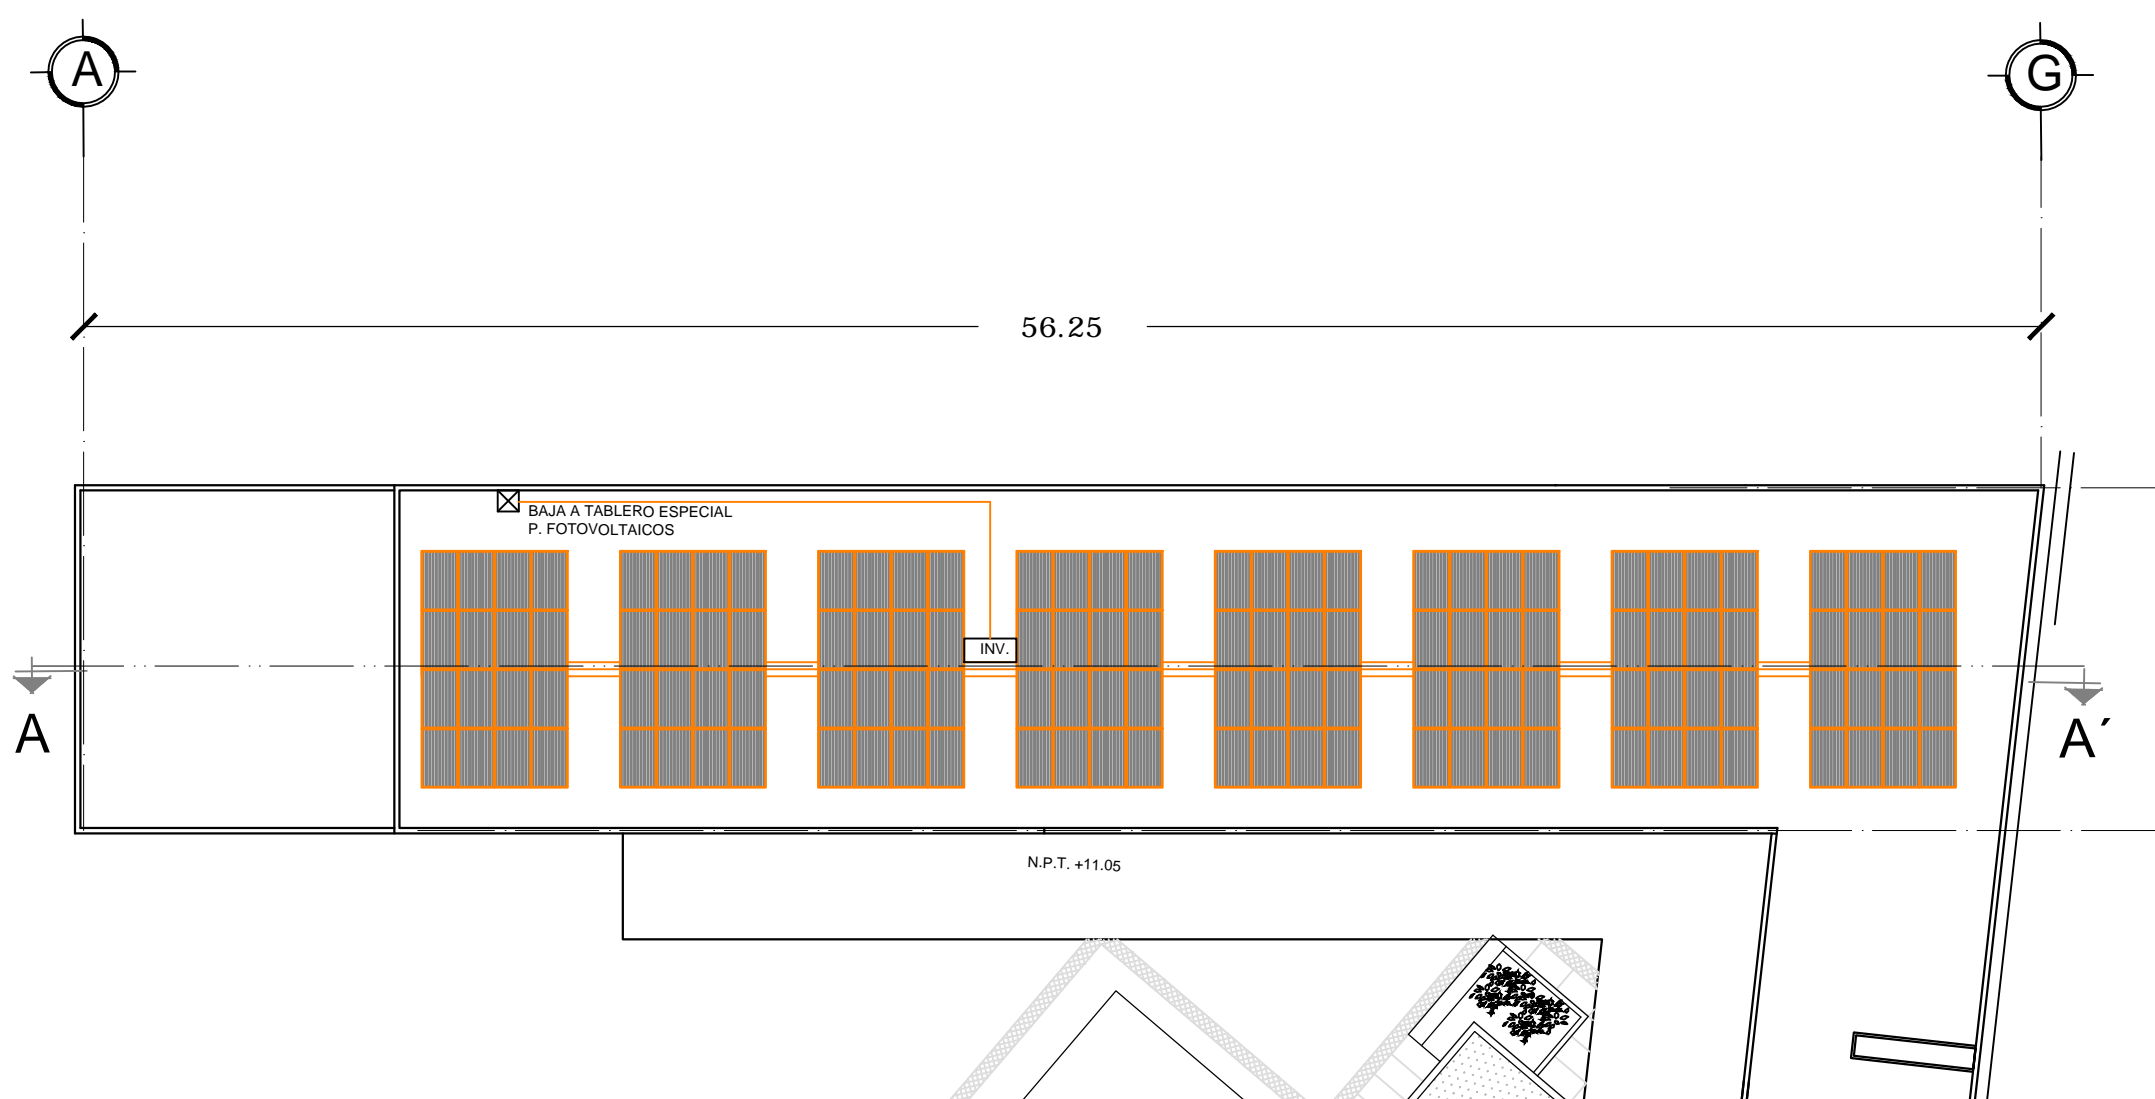 A
G
56.25
BAJA A TABLERO ESPECIAL
P. FOTOVOLTAICOS
INV.
A
A´
N.P.T. +11.05